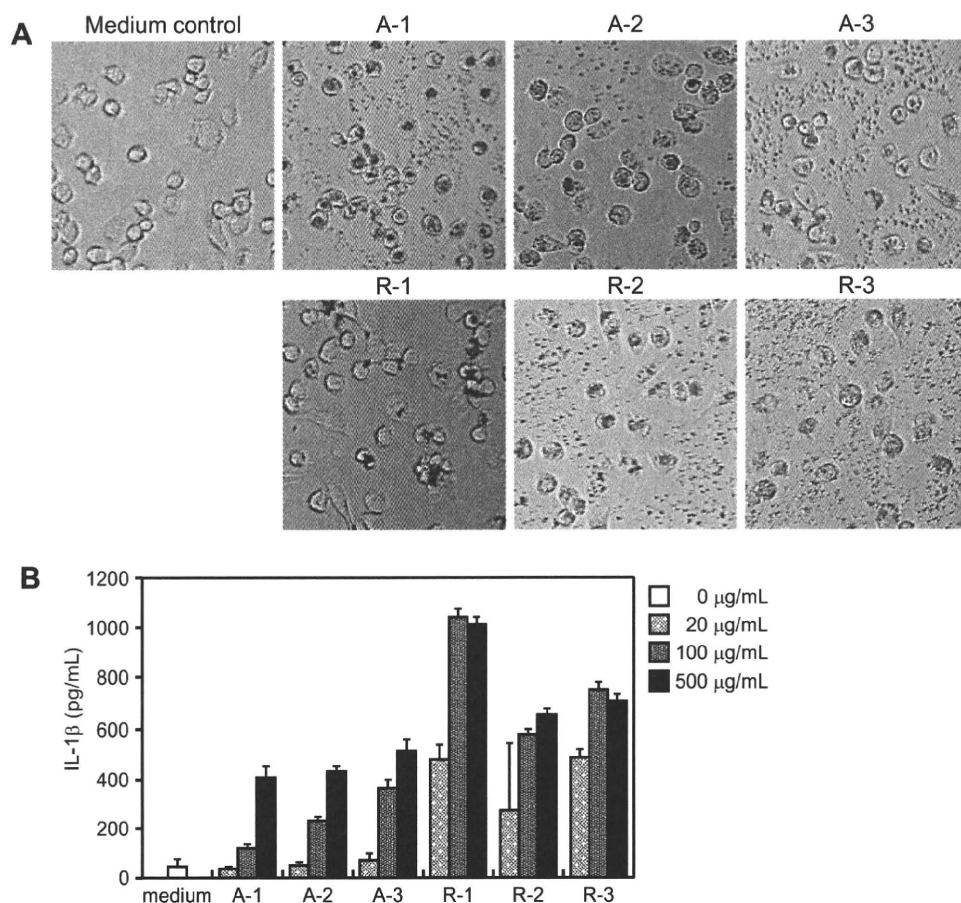 A
Medium control
A-1
A-2
A-3
R-1
R-2
R-3
B
IL-1β (pg/mL)
1200
1000
800
600
400
200
0
medium
A-1
A-2
A-3
R-1
R-2
R-3
0 μg/mL
20 μg/mL
100 μg/mL
500 μg/mL